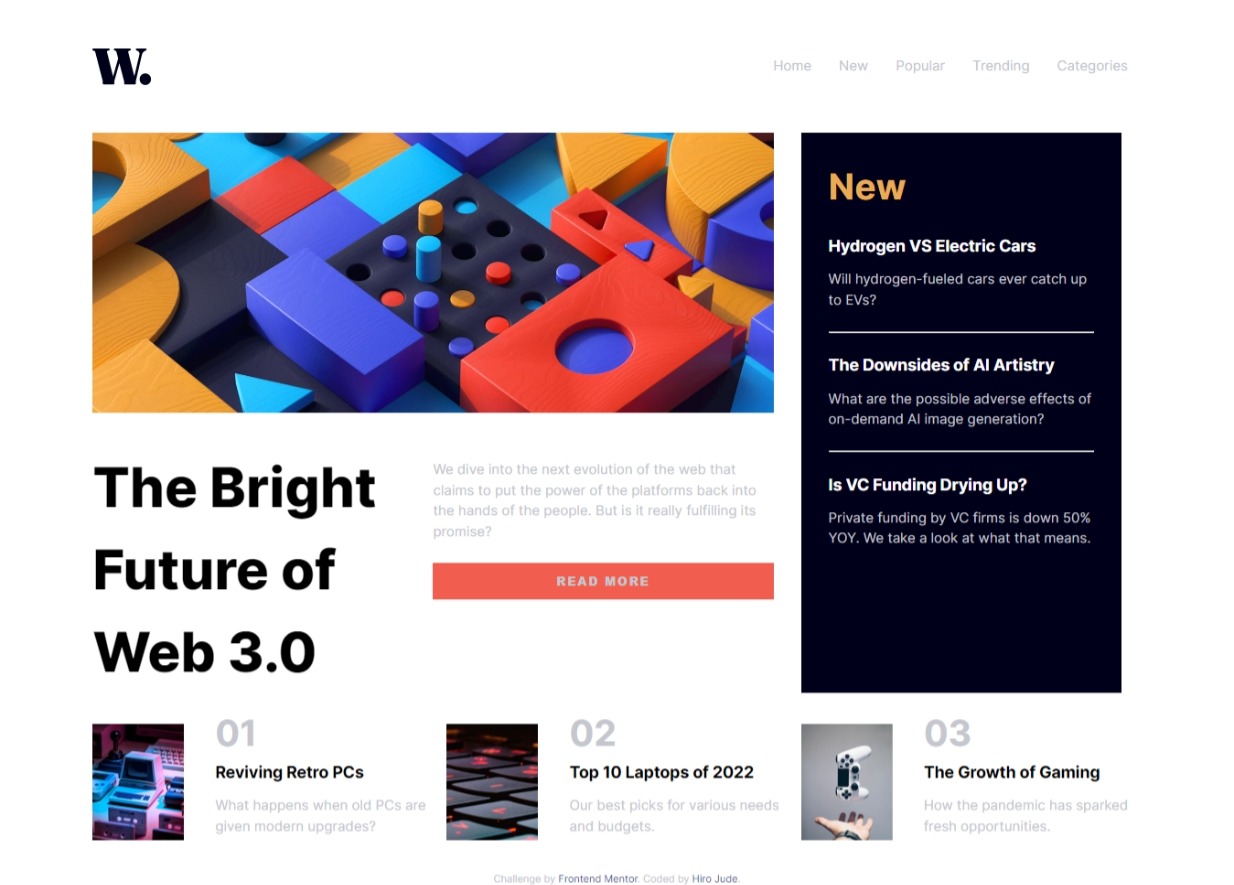 W.
Home New Popular Trending Categories
New
Hydrogen VS Electric Cars
Will hydrogen-fueled cars ever catch up
to EVs?
The Downsides of AI Artistry
What are the possible adverse effects of
on-demand AI image generation?
Is VC Funding Drying Up?
Private funding by VC firms is down 50%
YOY. We take a look at what that means.
The Bright
Future of
Web 3.0
We dive into the next evolution of the web that
claims to put the power of the platforms back into
the hands of the people. But is it really fulfilling its
promise?
READ MORE
01
Reviving Retro PCs
What happens when old PCs are
given modern upgrades?
02
Top 10 Laptops of 2022
Our best picks for various needs
and budgets.
03
The Growth of Gaming
How the pandemic has sparked
fresh opportunities.
Challenge by Frontend Mentor. Coded by Hiro Jude.